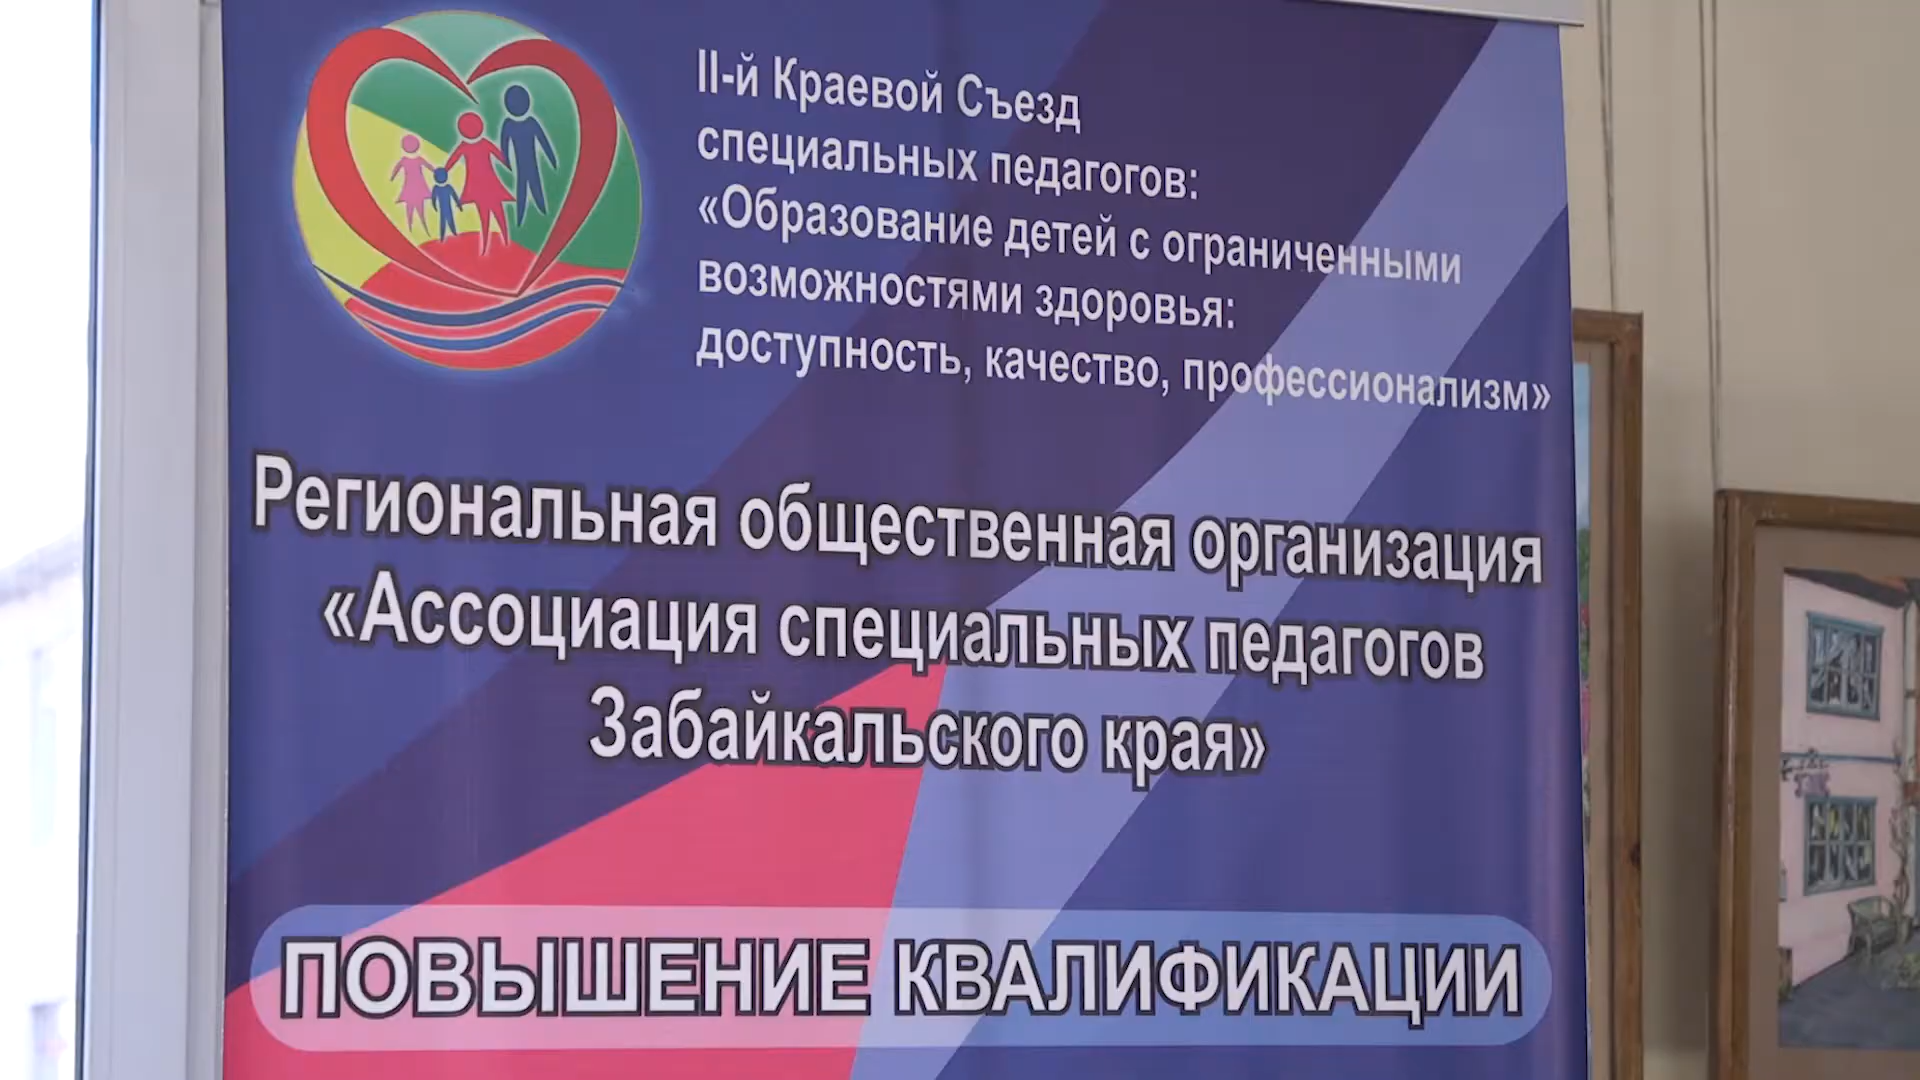 II-й Краевой Съезд
специальных педагогов:
«Образование детей с ограниченными
возможностями здоровья:
доступность, качество, профессионализм»
Региональная общественная организация
«Ассоциация специальных педагогов
Забайкальского края»
ПОВЫШЕНИЕ КВАЛИФИКАЦИИ